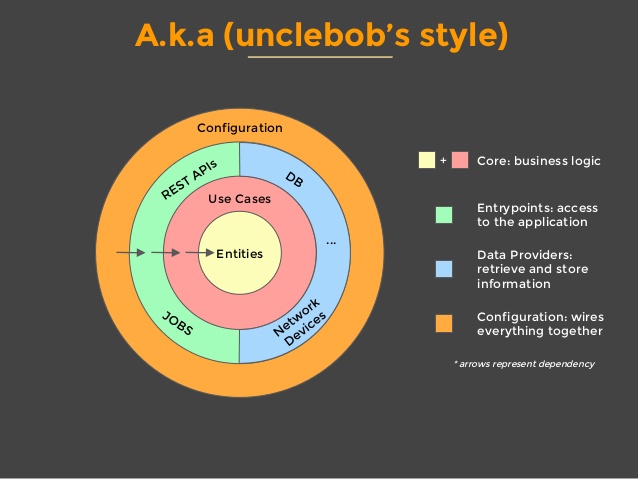 A.k.a (unclebob's style)
Configuration
REST APIs
DB
Use Cases
...
Entities
JOBS
Network
Devices
+
Core: business logic
Entrypoints: access
to the application
Data Providers:
retrieve and store
information
Configuration: wires
everything together
* arrows represent dependency